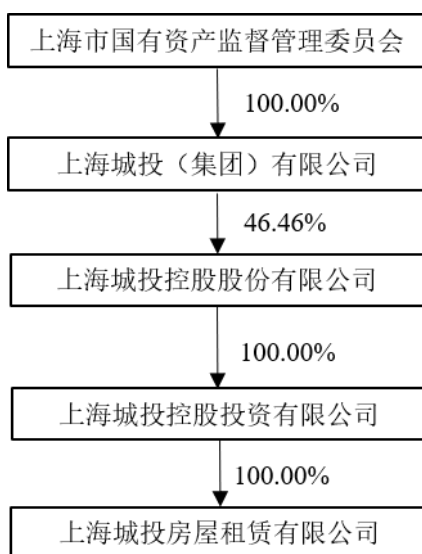 上海市国有资产监督管理委员会
100.00%
上海城投（集团）有限公司
46.46%
上海城投控股股份有限公司
100.00%
上海城投控股投资有限公司
100.00%
上海城投房屋租赁有限公司